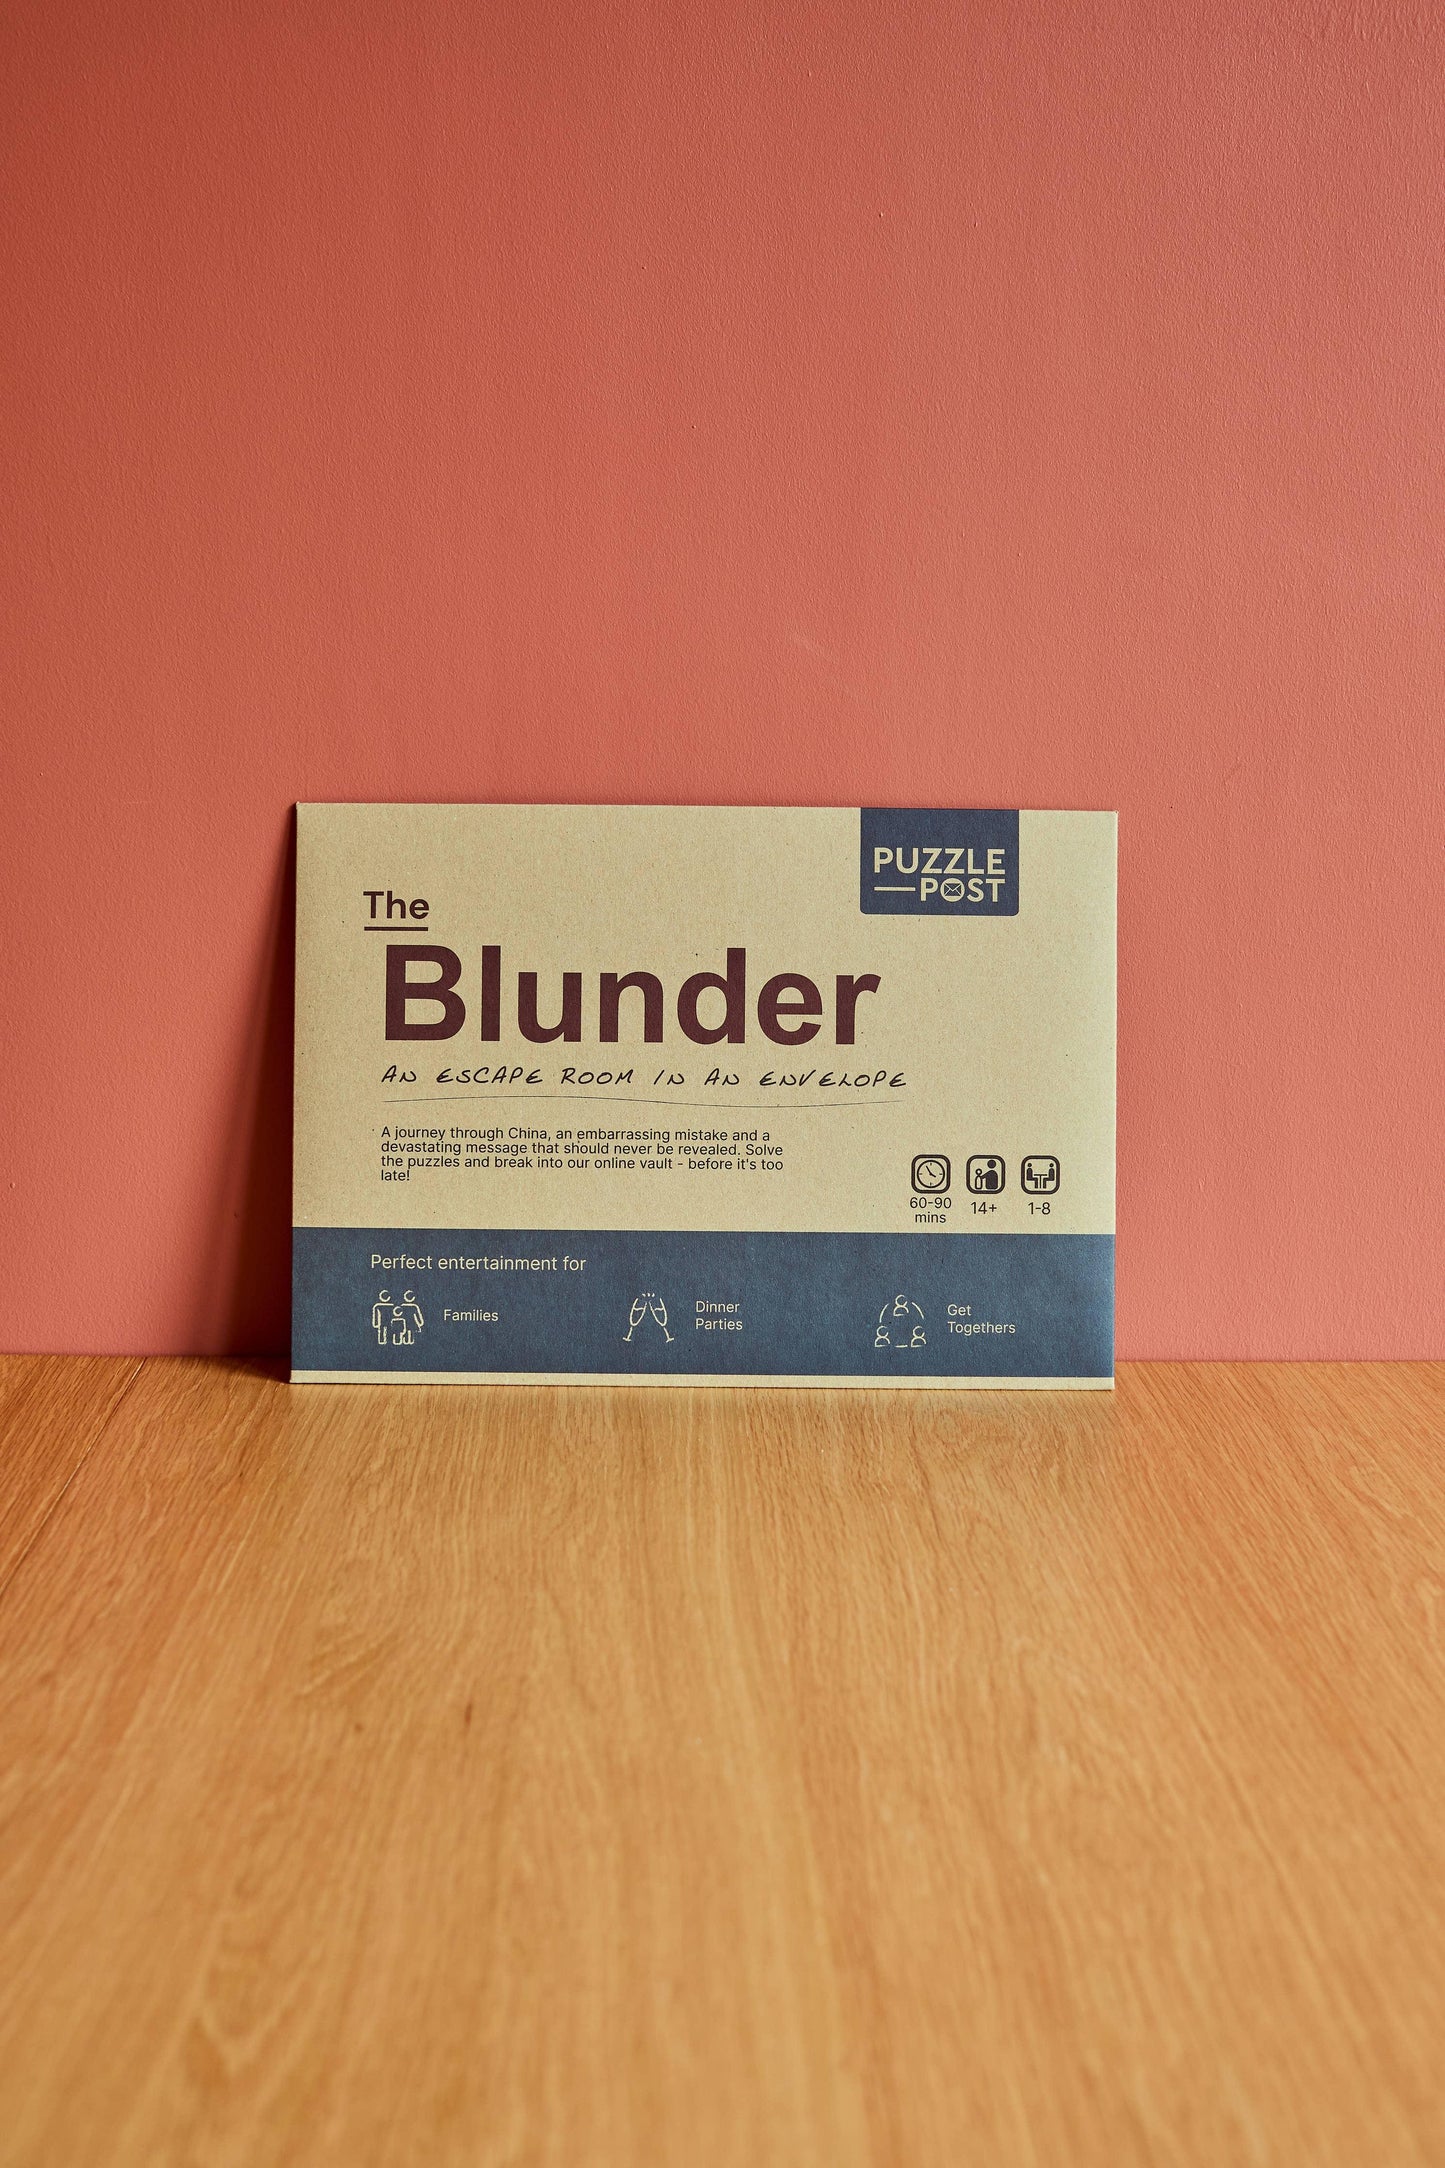 PUZZLE
POST
The
Blunder
AN ESCAPE ROOM IN AN ENVELOPE
A journey through China, an embarrassing mistake and a
devastating message that should never be revealed. Solve
the puzzles and break into our online vault - before it's too
late!
60-90
mins
14+
1-8
Perfect entertainment for
Families
Dinner
Parties
Get
Togethers